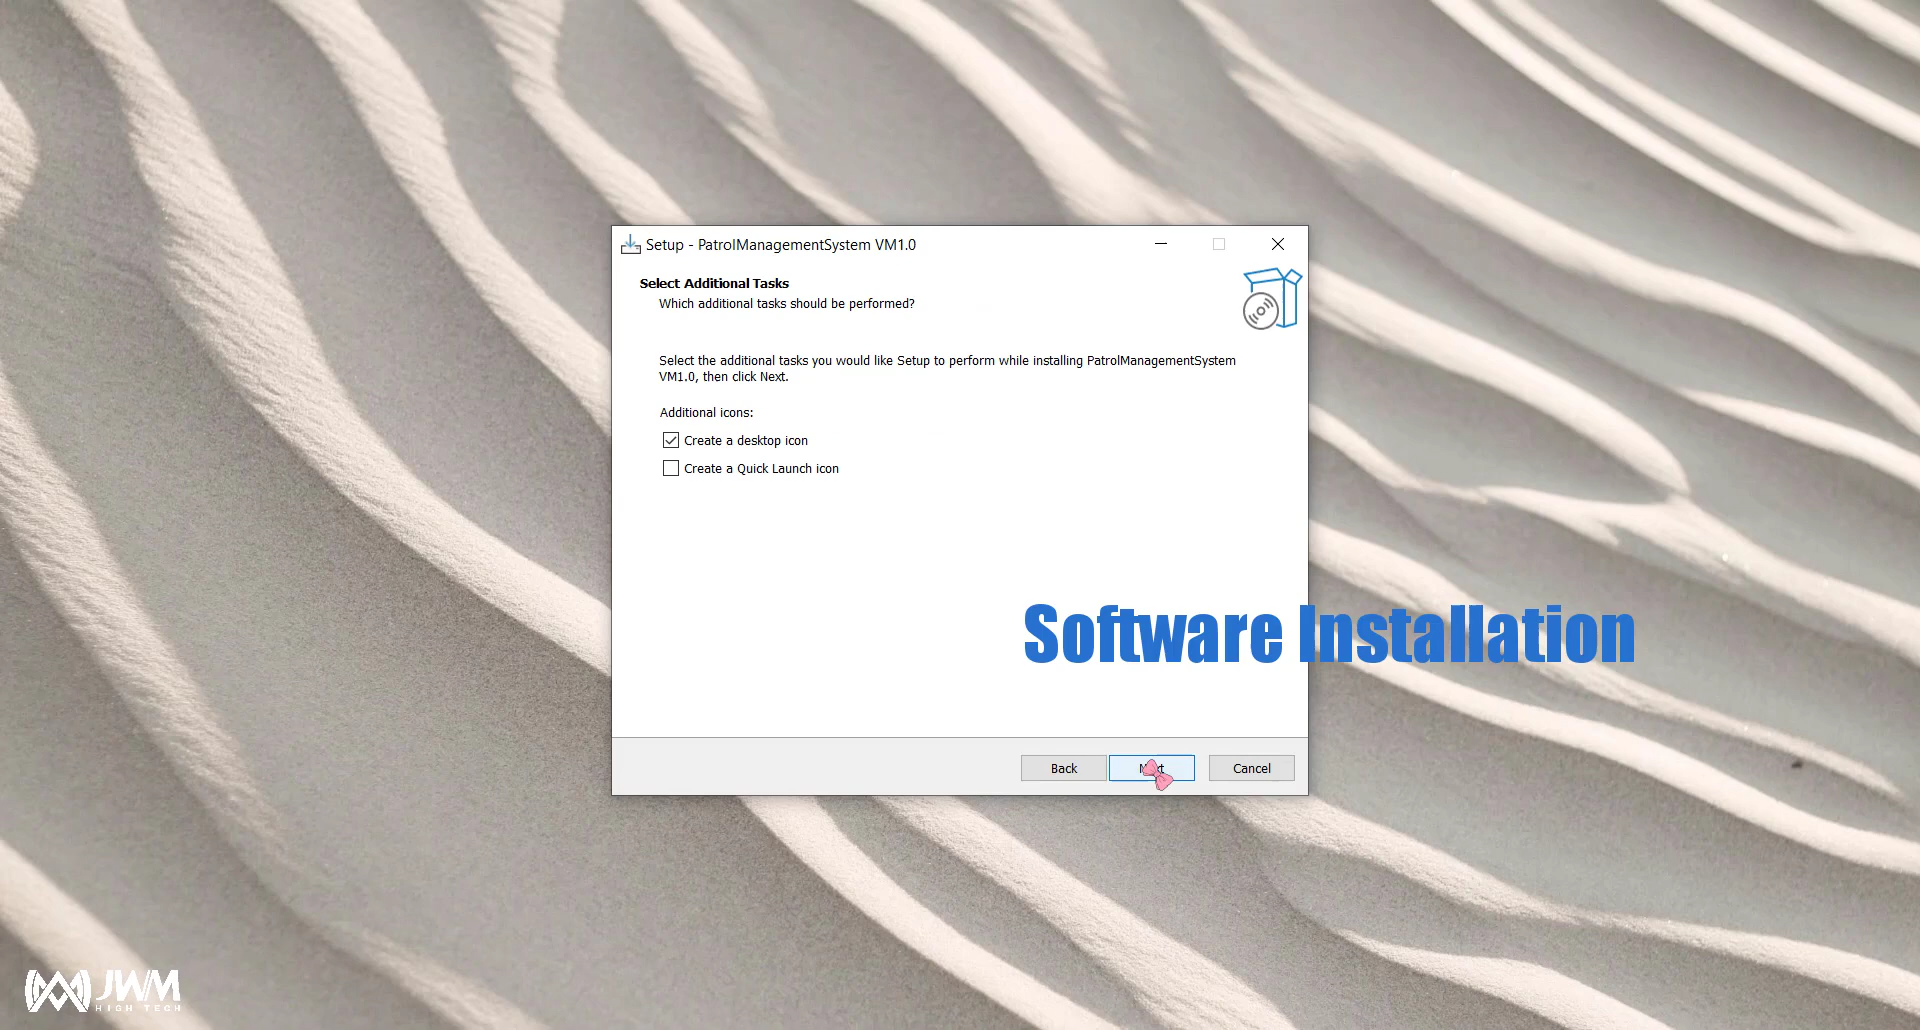 Setup - PatrolManagementSystem VM1.0
Select Additional Tasks
Which additional tasks should be performed?
Select the additional tasks you would like Setup to perform while installing PatrolManagementSystem
VM1.0, then click Next.
Additional icons:
Create a desktop icon
Create a Quick Launch icon
Software Installation
Back
Cancel
JWM
HIGH TECH